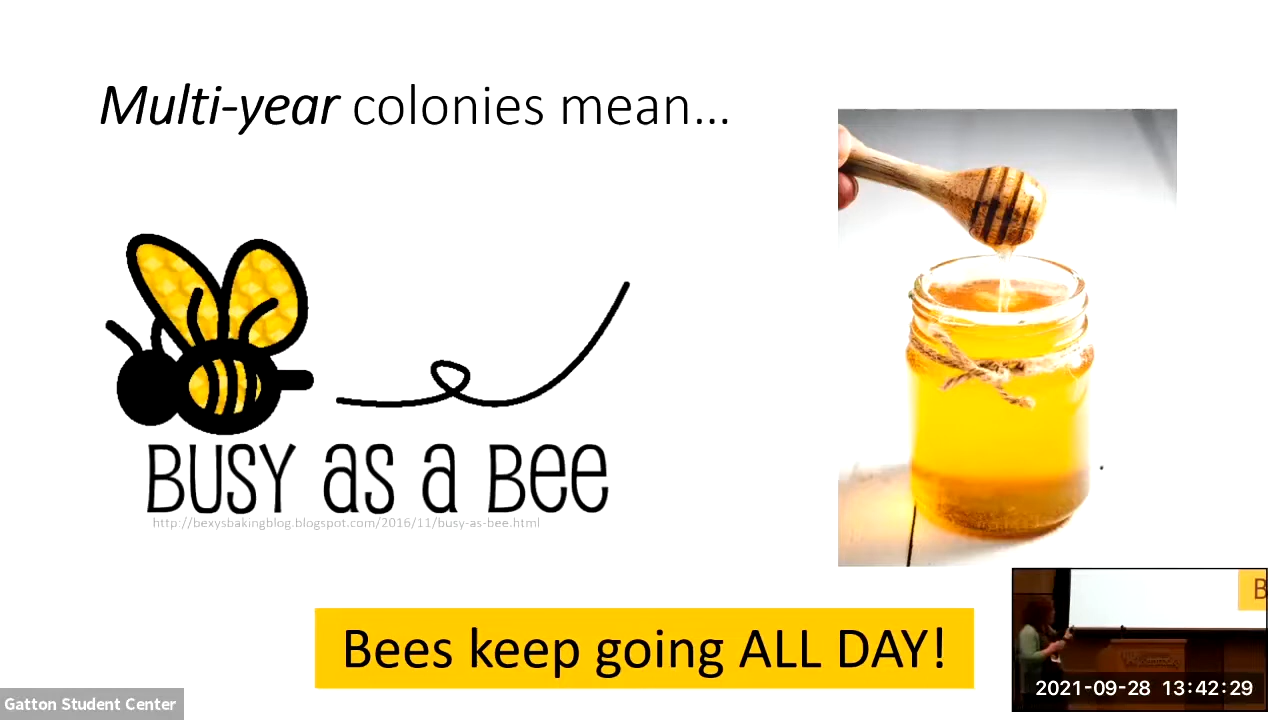 Multi-year colonies mean...
BUSY as a Bee
http://bexysbakingblog.blogspot.com/2016/11/busy-as-bee.html
Bees keep going ALL DAY!
B
2021-09-28 13:42:29
Gatton Student Center